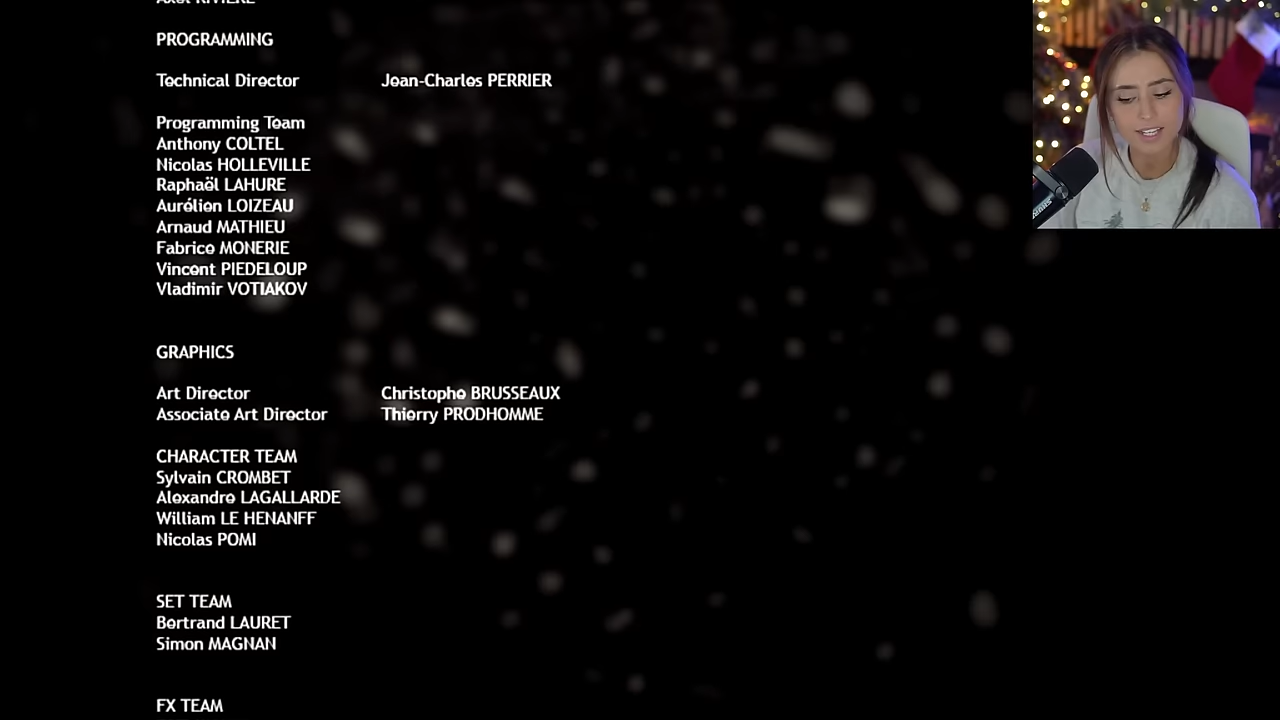 Axel RIVIERE
PROGRAMMING
Technical Director Jean-Charles PERRIER
Programming Team
Anthony COLTEL
Nicolas HOLLEVILLE
Raphaël LAHURE
Aurélien LOIZEAU
Arnaud MATHIEU
Fabrice MONERIE
Vincent PIEDELOUP
Vladimir VOTIAKOV
GRAPHICS
Art Director Christophe BRUSSEAUX
Associate Art Director Thierry PRODHOMME
CHARACTER TEAM
Sylvain CROMBET
Alexandre LAGALLARDE
William LE HENANFF
Nicolas POMI
SET TEAM
Bertrand LAURET
Simon MAGNAN
FX TEAM